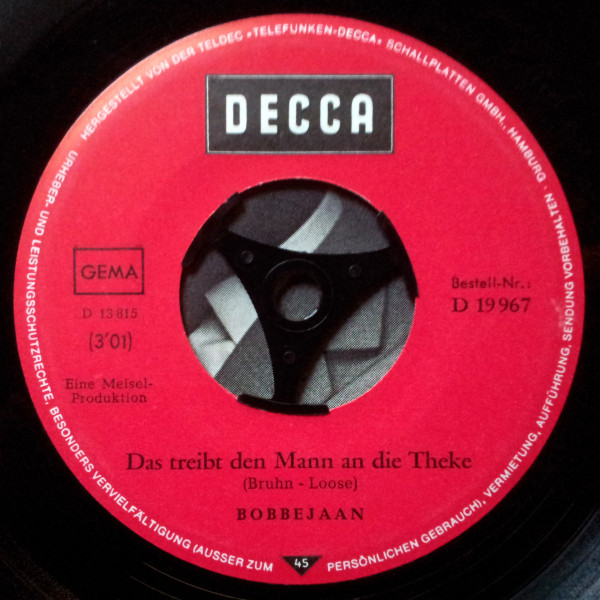 HERGESTELLT VON DER TELDEC »TELEFUNKEN-DECCA« SCHALLPLATTEN GMBH., HAMBURG · URHEBER- UND LEISTUNGSSCHUTZRECHTE, BESONDERS VERVIELFÄLTIGUNG (AUSSER ZUM PERSÖNLICHEN GEBRAUCH), VERMIETUNG, AUFFÜHRUNG, SENDUNG VORBEHALTEN
DECCA
GEMA
D 13 815
(3'01)
Eine Meisel-
Produktion
Bestell-Nr.:
D 19 967
Das treibt den Mann an die Theke
(Bruhn - Loose)
BOBBEJAAN
45